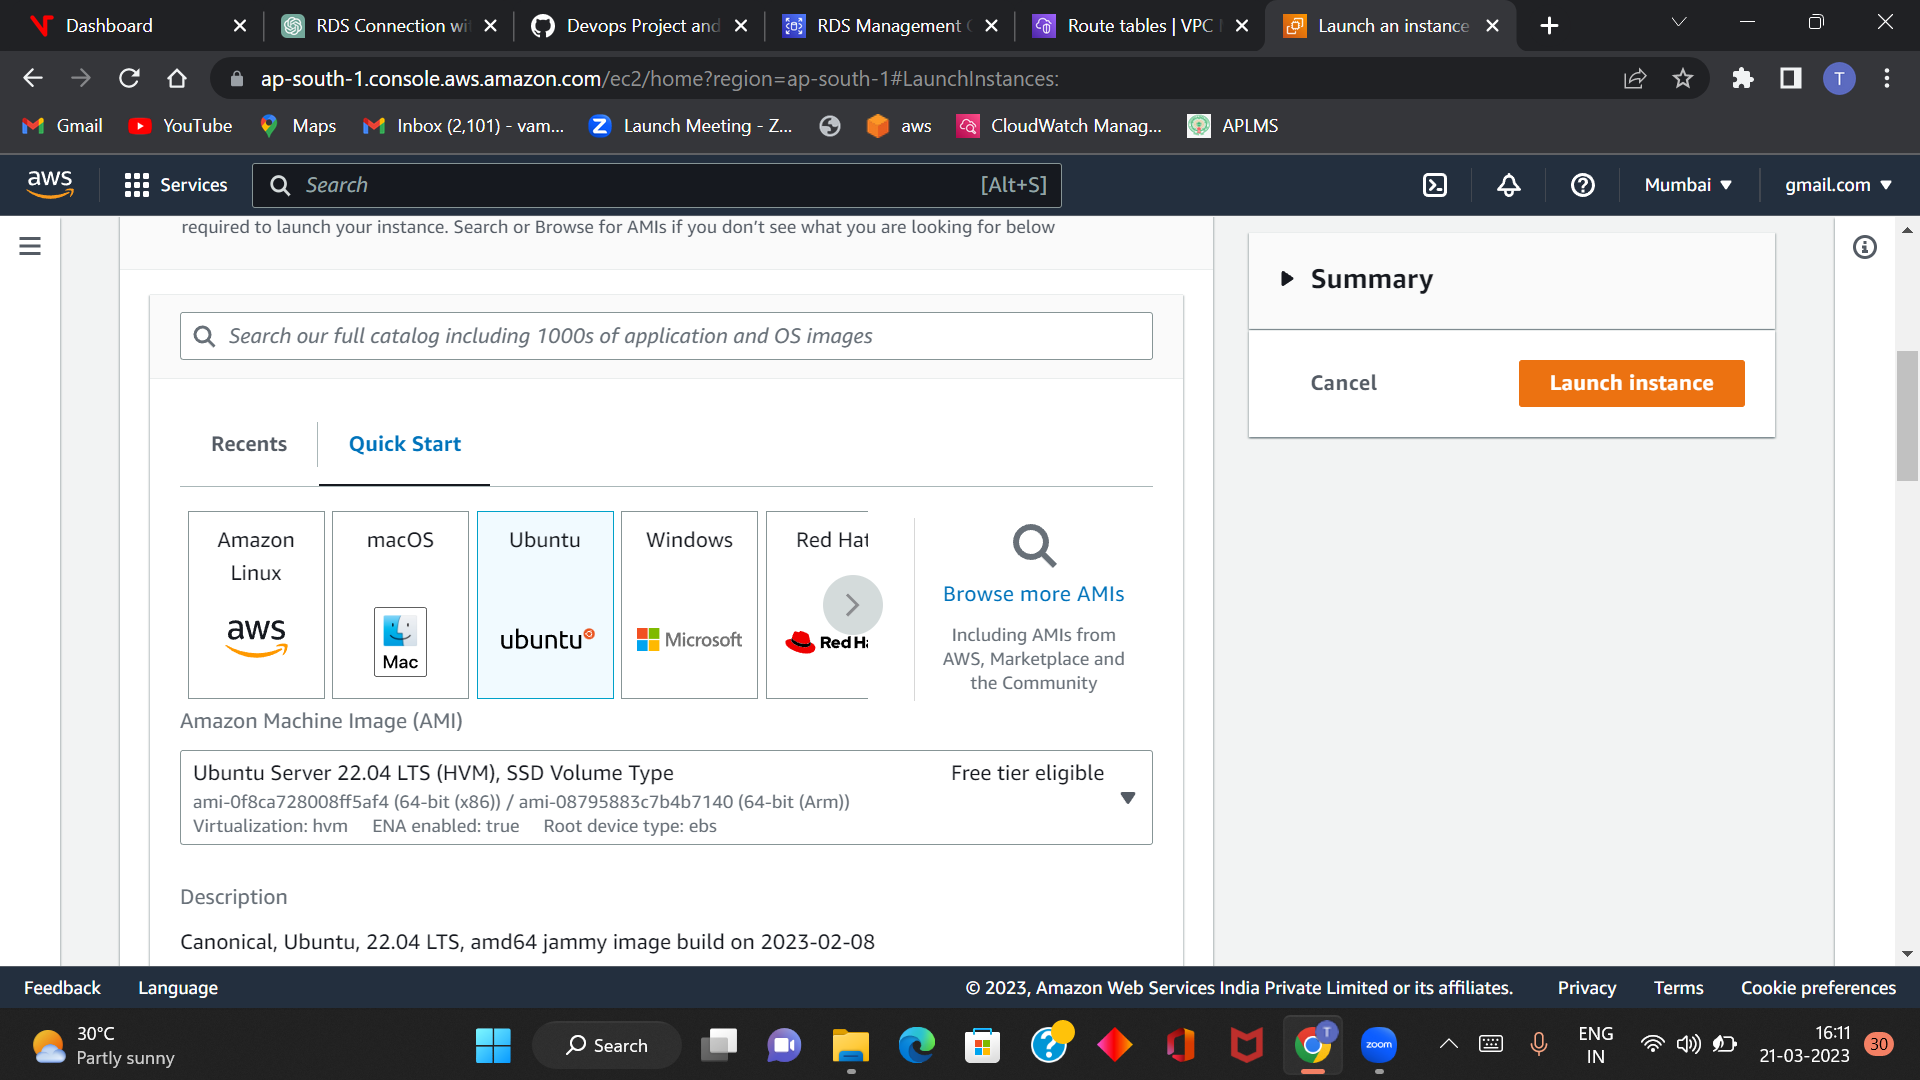 Dashboard
RDS Connection wi
Devops Project and
RDS Management
Route tables | VPC
Launch an instance
ap-south-1.console.aws.amazon.com/ec2/home?region=ap-south-1#LaunchInstances:
T
Gmail
YouTube
Maps
Inbox (2,101) - vam...
Launch Meeting - Z...
aws
CloudWatch Manag...
APLMS
aws
Services
Search
[Alt+S]
Mumbai
gmail.com
required to launch your instance. Search or Browse for AMIs if you don't see what you are looking for below
Summary
Search our full catalog including 1000s of application and OS images
Cancel
Launch instance
Recents
Quick Start
Amazon
Linux
aws
macOS
Mac
Ubuntu
ubuntu
Windows
Microsoft
Red Hat
Red Ha
Browse more AMIs
Including AMIs from
AWS, Marketplace and
the Community
Amazon Machine Image (AMI)
Ubuntu Server 22.04 LTS (HVM), SSD Volume Type
Free tier eligible
ami-0f8ca728008ff5af4 (64-bit (x86)) / ami-08795883c7b4b7140 (64-bit (Arm))
Virtualization: hvm ENA enabled: true Root device type: ebs
Description
Canonical, Ubuntu, 22.04 LTS, amd64 jammy image build on 2023-02-08
Feedback
Language
© 2023, Amazon Web Services India Private Limited or its affiliates.
Privacy
Terms
Cookie preferences
30°C
Partly sunny
Search
T
zoom
ENG
IN
16:11
21-03-2023
30